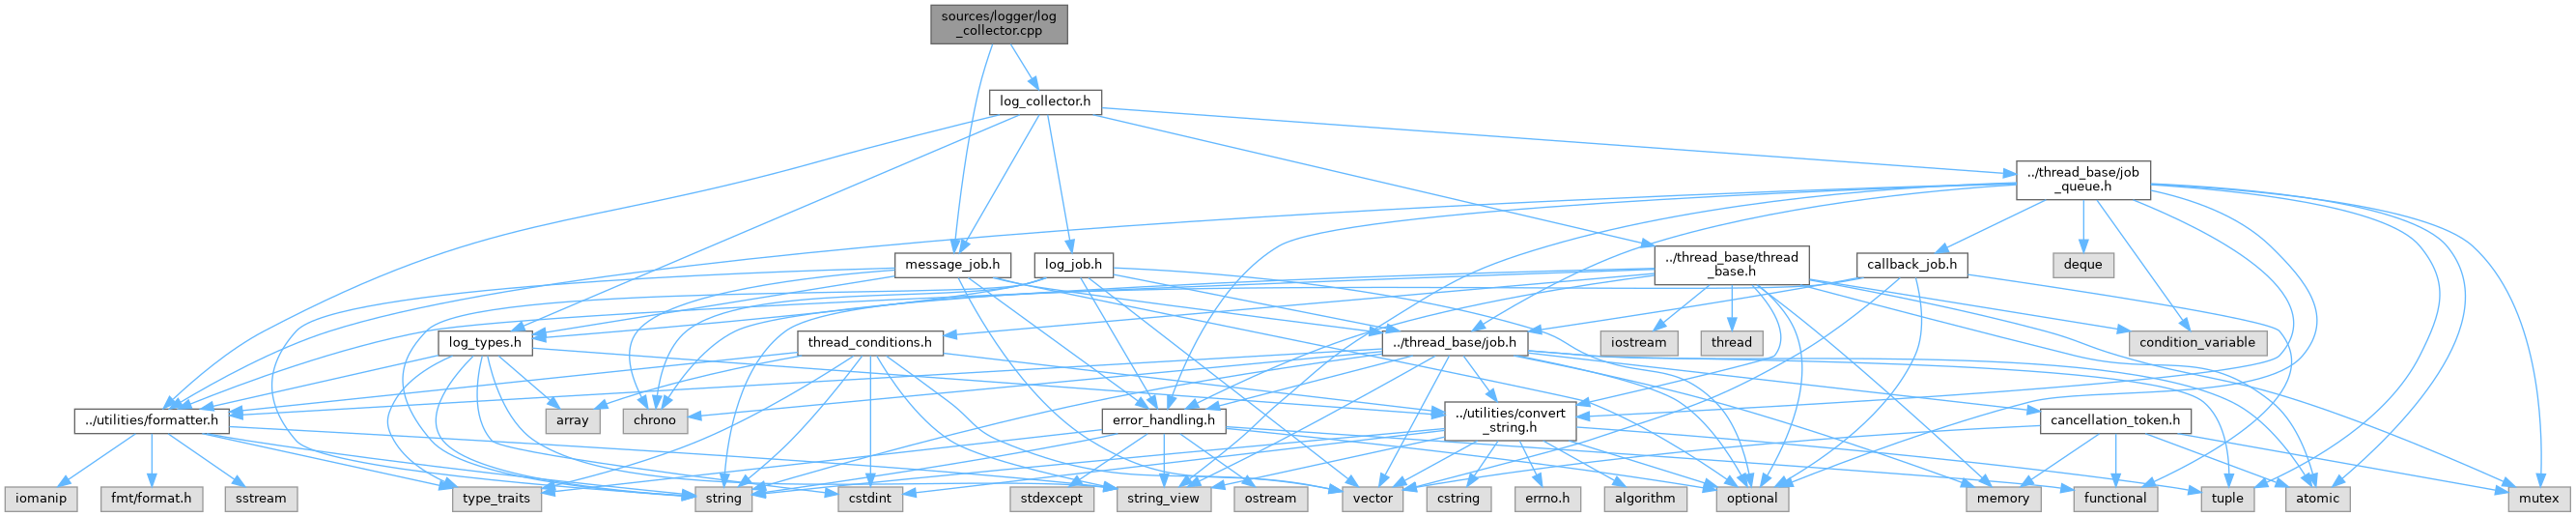 sources/logger/log
_collector.cpp
log_collector.h
../thread_base/job
_queue.h
message_job.h
log_job.h
../thread_base/thread
_base.h
callback_job.h
deque
log_types.h
thread_conditions.h
../thread_base/job.h
iostream
thread
condition_variable
../utilities/formatter.h
array
chrono
error_handling.h
../utilities/convert
_string.h
cancellation_token.h
iomanip
fmt/format.h
sstream
type_traits
string
cstdint
stdexcept
string_view
ostream
vector
cstring
errno.h
algorithm
optional
memory
functional
tuple
atomic
mutex